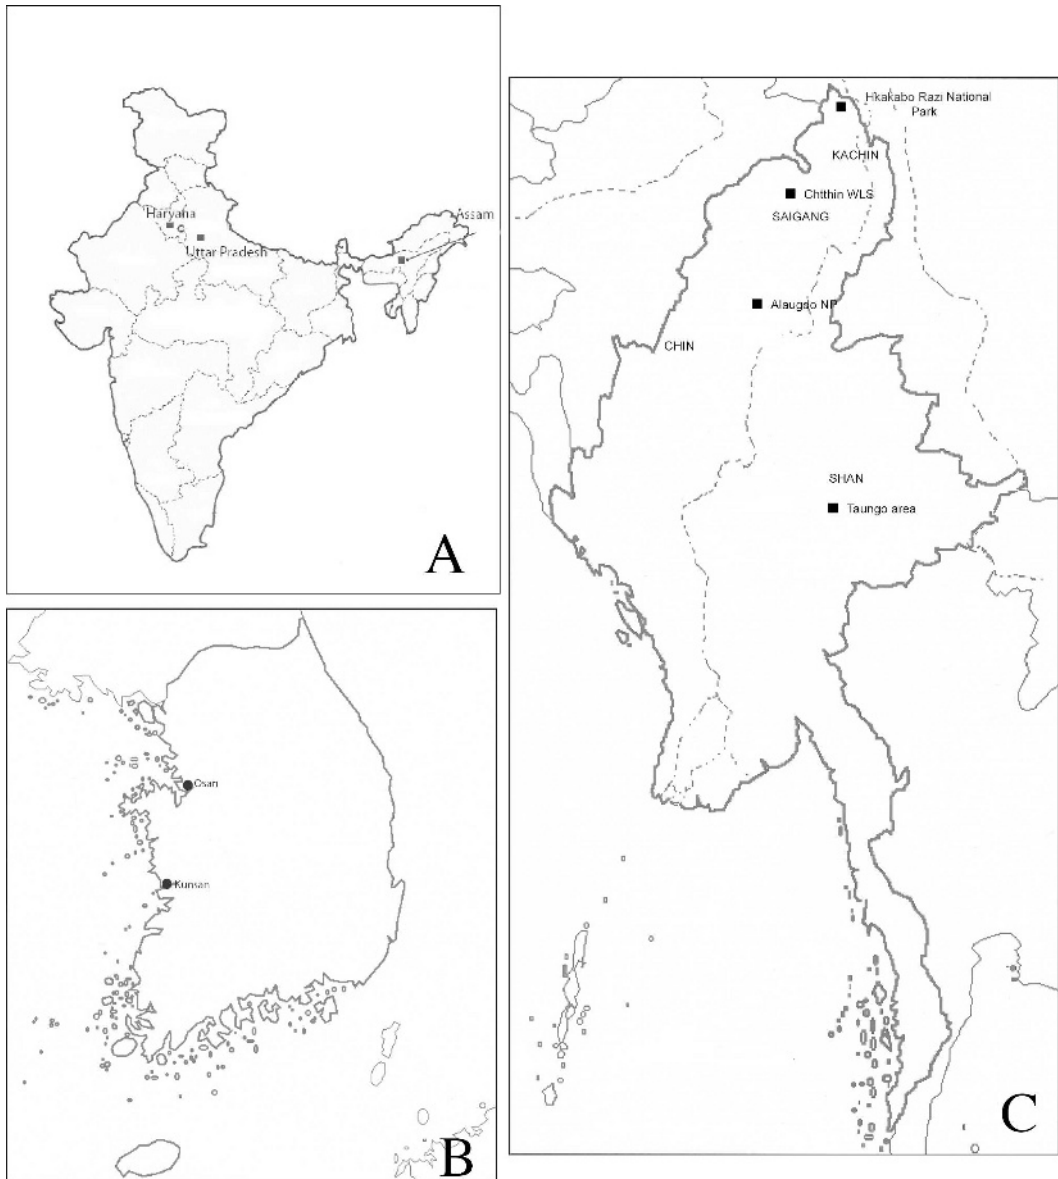 Haryana
Assam
Uttar Pradesh
A
Osan
Kunsan
B
Hkakabo Razi National
Park
KACHIN
Chtthin WLS
SAIGANG
Alaugso NP
CHIN
SHAN
Taungo area
C